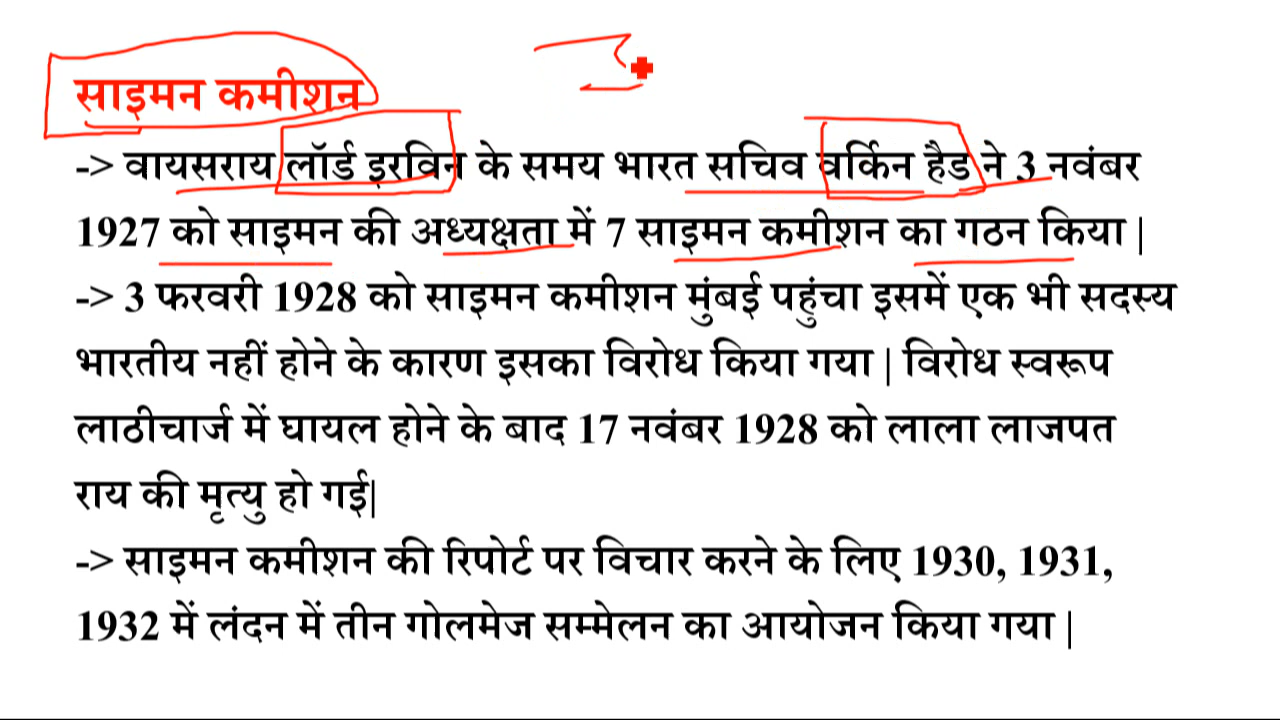 साइमन कमीशन
-> वायसराय लॉर्ड इरविन के समय भारत सचिव वर्किन हैड ने 3 नवंबर
1927 को साइमन की अध्यक्षता में 7 साइमन कमीशन का गठन किया |
-> 3 फरवरी 1928 को साइमन कमीशन मुंबई पहुंचा इसमें एक भी सदस्य
भारतीय नहीं होने के कारण इसका विरोध किया गया | विरोध स्वरूप
लाठीचार्ज में घायल होने के बाद 17 नवंबर 1928 को लाला लाजपत
राय की मृत्यु हो गई|
-> साइमन कमीशन की रिपोर्ट पर विचार करने के लिए 1930, 1931,
1932 में लंदन में तीन गोलमेज सम्मेलन का आयोजन किया गया |